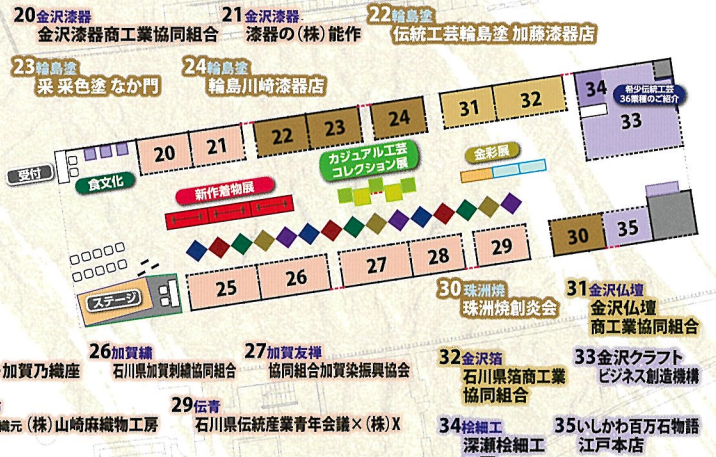 20金沢漆器
金沢漆器商工業協同組合
21金沢漆器
漆器の(株)能作
22輪島塗
伝統工芸輪島塗 加藤漆器店
23輪島塗
采 采色塗 なか門
24輪島塗
輪島川﨑漆器店
受付
食文化
20
21
22
23
24
31
32
34
希少伝統工芸
36業種のご紹介
33
新作着物展
カジュアル工芸
コレクション展
金彩展
ステージ
25
26
27
28
29
30
35
加賀乃織座
26加賀繍
石川県加賀刺繍協同組合
27加賀友禅
協同組合加賀染振興協会
織元 (株)山崎麻織物工房
29伝青
石川県伝統産業青年会議×(株)X
30珠洲焼
珠洲焼創炎会
31金沢仏壇
金沢仏壇
商工業協同組合
32金沢箔
石川県箔商工業
協同組合
33金沢クラフト
ビジネス創造機構
34桧細工
深瀬桧細工
35いしかわ百万石物語
江戸本店